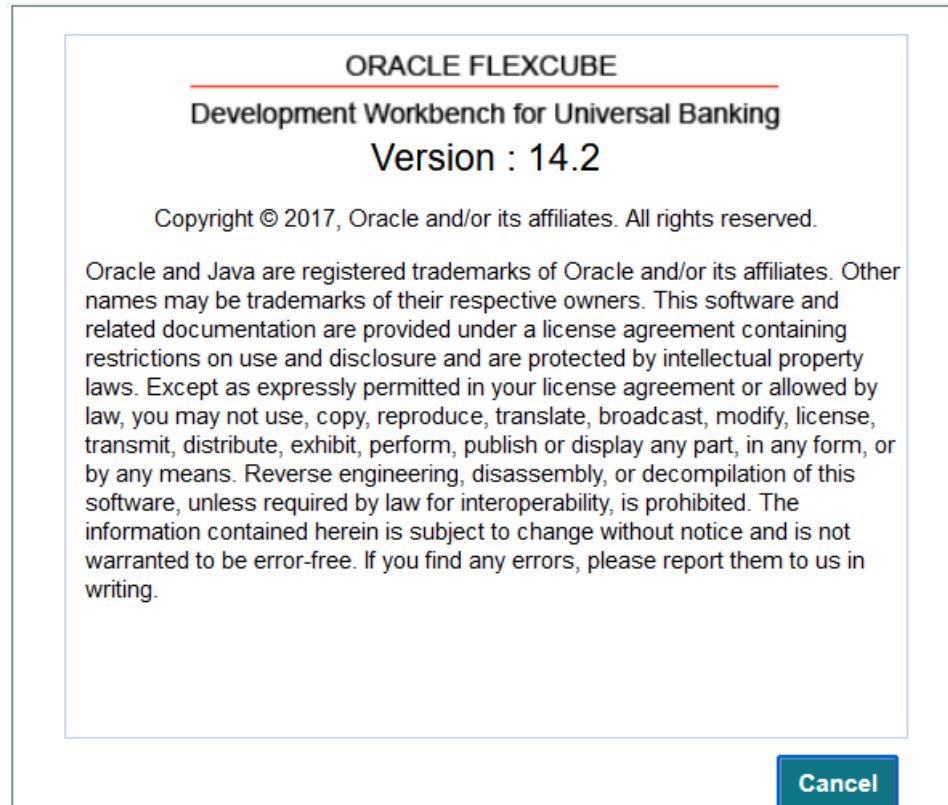 ORACLE FLEXCUBE
Development Workbench for Universal Banking
Version : 14.2
Copyright © 2017, Oracle and/or its affiliates. All rights reserved.
Oracle and Java are registered trademarks of Oracle and/or its affiliates. Other
names may be trademarks of their respective owners. This software and
related documentation are provided under a license agreement containing
restrictions on use and disclosure and are protected by intellectual property
laws. Except as expressly permitted in your license agreement or allowed by
law, you may not use, copy, reproduce, translate, broadcast, modify, license,
transmit, distribute, exhibit, perform, publish or display any part, in any form, or
by any means. Reverse engineering, disassembly, or decompilation of this
software, unless required by law for interoperability, is prohibited. The
information contained herein is subject to change without notice and is not
warranted to be error-free. If you find any errors, please report them to us in
writing.
Cancel